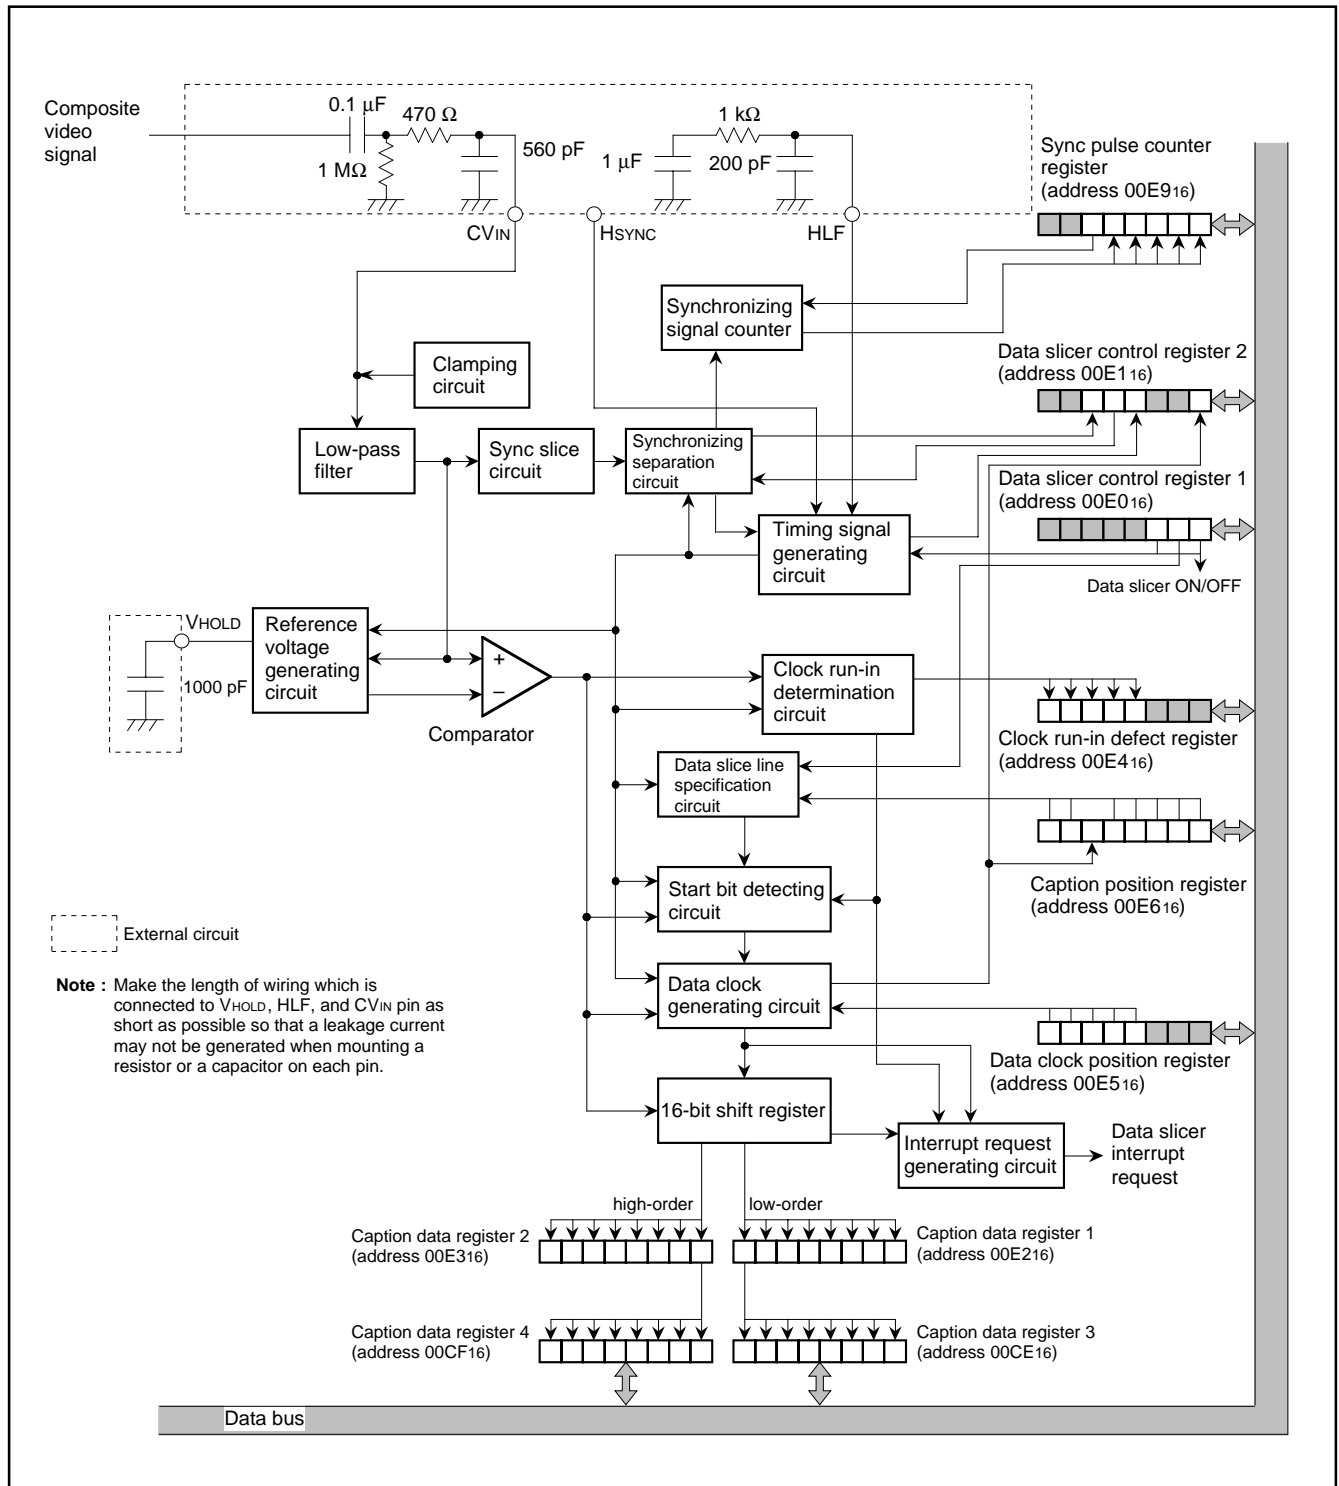 Composite
video
signal
0.1 μF
470 Ω
1 MΩ
560 pF
1 kΩ
1 μF
200 pF
CVIN
HSYNC
HLF
Sync pulse counter
register
(address 00E916)
Synchronizing
signal counter
Data slicer control register 2
(address 00E116)
Clamping
circuit
Low-pass
filter
Sync slice
circuit
Synchronizing
separation
circuit
Data slicer control register 1
(address 00E016)
Timing signal
generating
circuit
Data slicer ON/OFF
VHOLD
1000 pF
Reference
voltage
generating
circuit
+
−
Comparator
Clock run-in
determination
circuit
Clock run-in defect register
(address 00E416)
Data slice line
specification
circuit
Start bit detecting
circuit
Caption position register
(address 00E616)
External circuit
Note : Make the length of wiring which is
connected to VHOLD, HLF, and CVIN pin as
short as possible so that a leakage current
may not be generated when mounting a
resistor or a capacitor on each pin.
Data clock
generating circuit
Data clock position register
(address 00E516)
16-bit shift register
Interrupt request
generating circuit
Data slicer
interrupt
request
high-order
low-order
Caption data register 2
(address 00E316)
Caption data register 1
(address 00E216)
Caption data register 4
(address 00CF16)
Caption data register 3
(address 00CE16)
Data bus